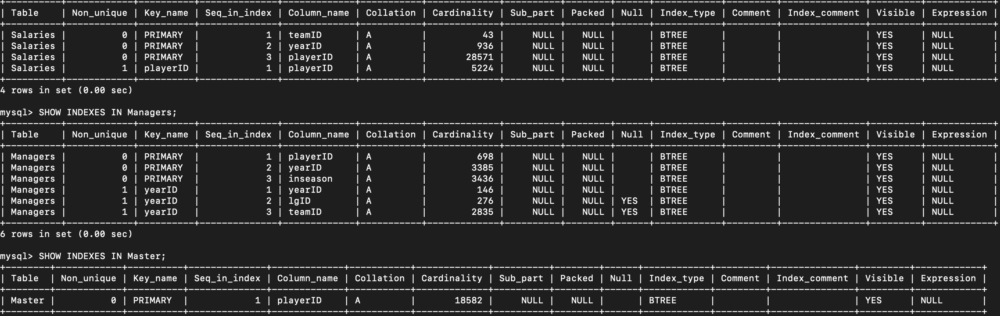 +----------+------------+----------+--------------+-------------+-----------+-------------+----------+--------+------+------------+---------+---------------+---------+------------+
| Table    | Non_unique | Key_name | Seq_in_index | Column_name | Collation | Cardinality | Sub_part | Packed | Null | Index_type | Comment | Index_comment | Visible | Expression |
+----------+------------+----------+--------------+-------------+-----------+-------------+----------+--------+------+------------+---------+---------------+---------+------------+
| Salaries |          0 | PRIMARY  |            1 | teamID      | A         |          43 |     NULL |   NULL |      | BTREE      |         |               | YES     | NULL       |
| Salaries |          0 | PRIMARY  |            2 | yearID      | A         |         936 |     NULL |   NULL |      | BTREE      |         |               | YES     | NULL       |
| Salaries |          0 | PRIMARY  |            3 | playerID    | A         |       28571 |     NULL |   NULL |      | BTREE      |         |               | YES     | NULL       |
| Salaries |          1 | playerID |            1 | playerID    | A         |        5224 |     NULL |   NULL |      | BTREE      |         |               | YES     | NULL       |
+----------+------------+----------+--------------+-------------+-----------+-------------+----------+--------+------+------------+---------+---------------+---------+------------+
4 rows in set (0.00 sec)

mysql> SHOW INDEXES IN Managers;
+----------+------------+----------+--------------+-------------+-----------+-------------+----------+--------+------+------------+---------+---------------+---------+------------+
| Table    | Non_unique | Key_name | Seq_in_index | Column_name | Collation | Cardinality | Sub_part | Packed | Null | Index_type | Comment | Index_comment | Visible | Expression |
+----------+------------+----------+--------------+-------------+-----------+-------------+----------+--------+------+------------+---------+---------------+---------+------------+
| Managers |          0 | PRIMARY  |            1 | playerID    | A         |         698 |     NULL |   NULL |      | BTREE      |         |               | YES     | NULL       |
| Managers |          0 | PRIMARY  |            2 | yearID      | A         |        3385 |     NULL |   NULL |      | BTREE      |         |               | YES     | NULL       |
| Managers |          0 | PRIMARY  |            3 | inseason    | A         |        3436 |     NULL |   NULL |      | BTREE      |         |               | YES     | NULL       |
| Managers |          1 | yearID   |            1 | yearID      | A         |         146 |     NULL |   NULL |      | BTREE      |         |               | YES     | NULL       |
| Managers |          1 | yearID   |            2 | lgID        | A         |         276 |     NULL |   NULL | YES  | BTREE      |         |               | YES     | NULL       |
| Managers |          1 | yearID   |            3 | teamID      | A         |        2835 |     NULL |   NULL | YES  | BTREE      |         |               | YES     | NULL       |
+----------+------------+----------+--------------+-------------+-----------+-------------+----------+--------+------+------------+---------+---------------+---------+------------+
6 rows in set (0.00 sec)

mysql> SHOW INDEXES IN Master;
+--------+------------+----------+--------------+-------------+-----------+-------------+----------+--------+------+------------+---------+---------------+---------+------------+
| Table  | Non_unique | Key_name | Seq_in_index | Column_name | Collation | Cardinality | Sub_part | Packed | Null | Index_type | Comment | Index_comment | Visible | Expression |
+--------+------------+----------+--------------+-------------+-----------+-------------+----------+--------+------+------------+---------+---------------+---------+------------+
| Master |          0 | PRIMARY  |            1 | playerID    | A         |       18582 |     NULL |   NULL |      | BTREE      |         |               | YES     | NULL       |
+--------+------------+----------+--------------+-------------+-----------+-------------+----------+--------+------+------------+---------+---------------+---------+------------+